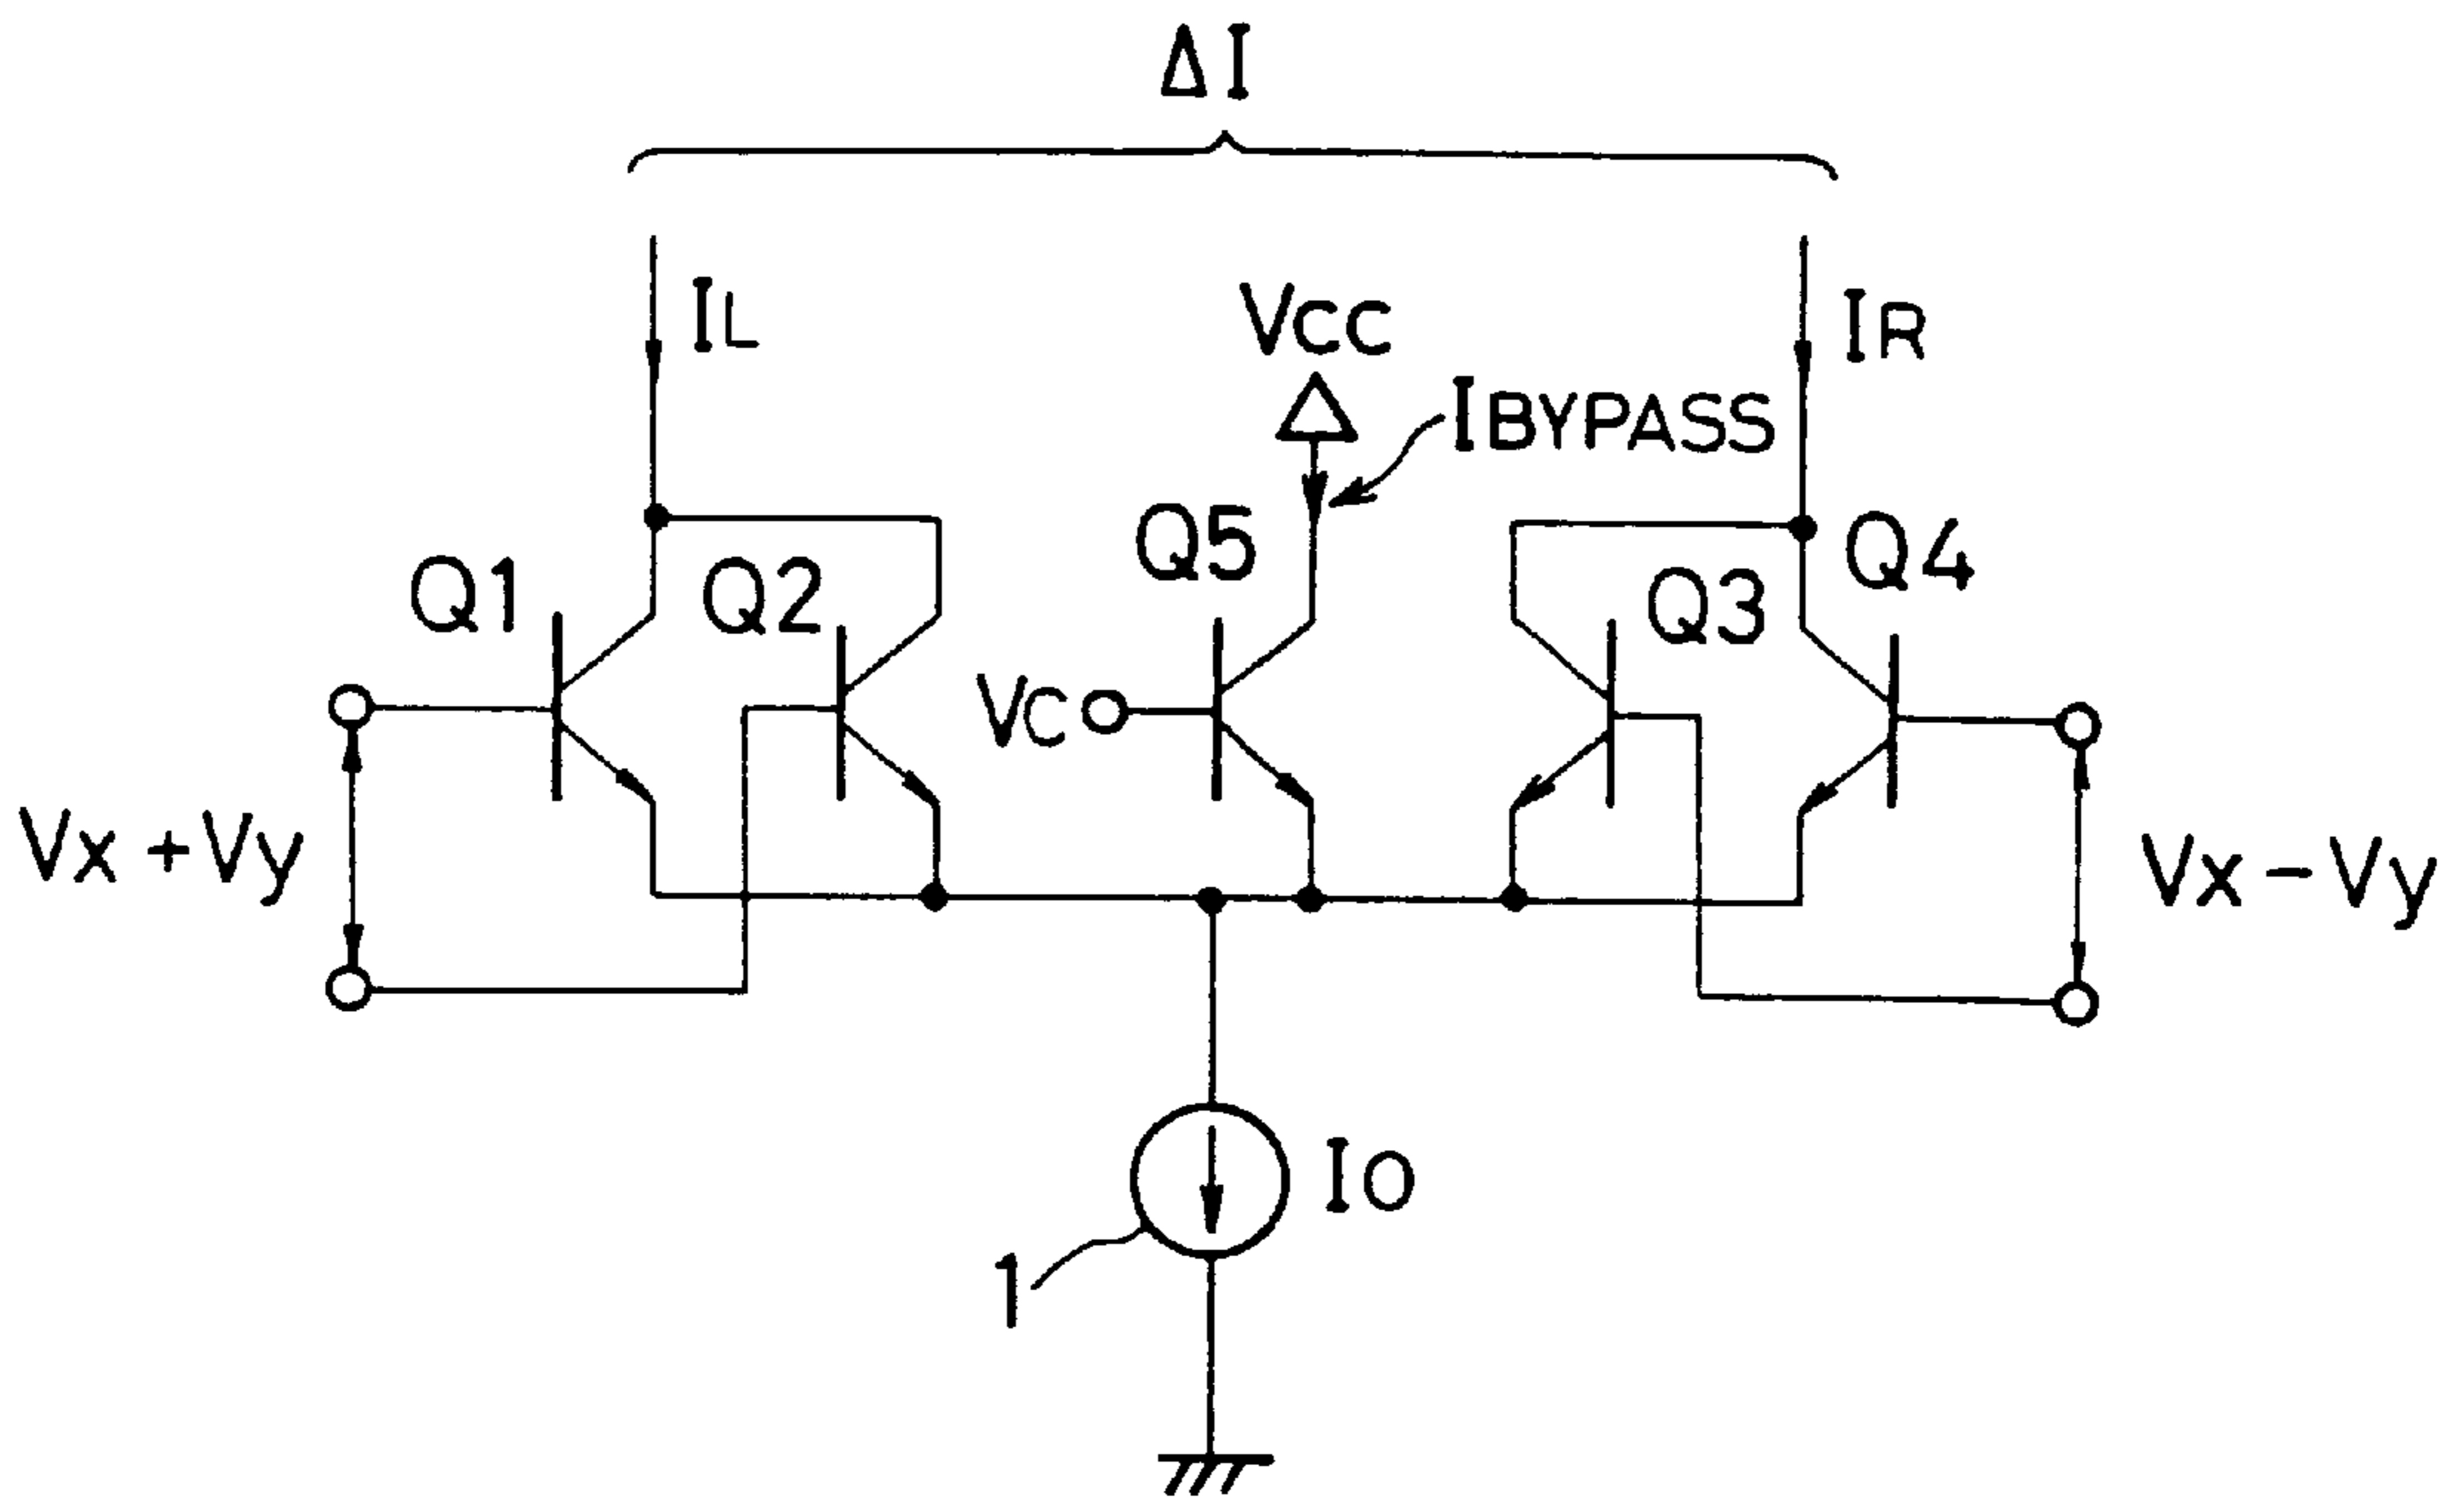 ΔI
IL
VCC
IR
IBYPASS
Q1
Q2
Q5
Q3
Q4
VC
Vx+Vy
Vx-Vy
IO
1